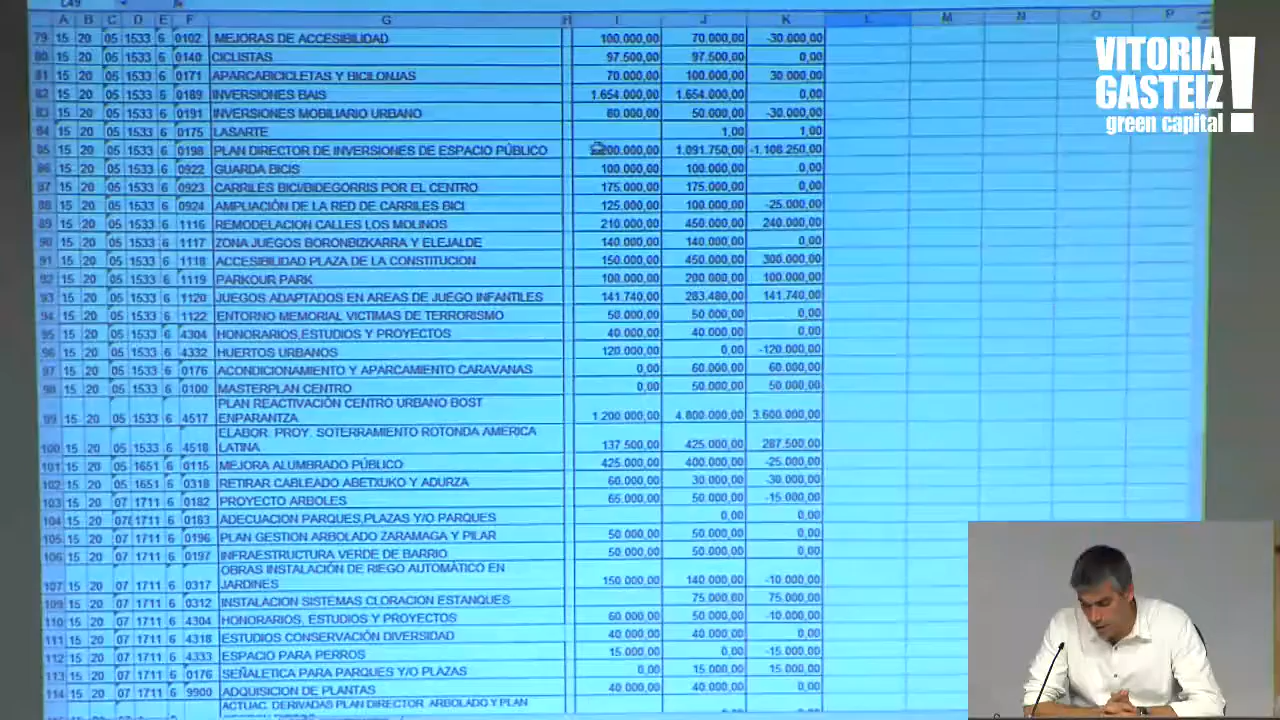 L49
A B C D E F G H I J K L M N O P
79 15 20 05 1533 6 0102 MEJORAS DE ACCESIBILIDAD 100.000,00 70.000,00 -30.000,00
80 15 20 05 1533 6 0140 CICLISTAS 97.500,00 97.500,00 0,00
81 15 20 05 1533 6 0171 APARCABICICLETAS Y BICILONJAS 70.000,00 100.000,00 30.000,00
82 15 20 05 1533 6 0189 INVERSIONES BAIS 1.654.000,00 1.654.000,00 0,00
83 15 20 05 1533 6 0191 INVERSIONES MOBILIARIO URBANO 80.000,00 50.000,00 -30.000,00
84 15 20 05 1533 6 0175 LASARTE 1,00 1,00
85 15 20 05 1533 6 0198 PLAN DIRECTOR DE INVERSIONES DE ESPACIO PÚBLICO 200.000,00 1.091.750,00 -1.108.250,00
86 15 20 05 1533 6 0922 GUARDA BICIS 100.000,00 100.000,00 0,00
87 15 20 05 1533 6 0923 CARRILES BICI/BIDEGORRIS POR EL CENTRO 175.000,00 175.000,00 0,00
88 15 20 05 1533 6 0924 AMPLIACIÓN DE LA RED DE CARRILES BICI 125.000,00 100.000,00 -25.000,00
89 15 20 05 1533 6 1116 REMODELACION CALLES LOS MOLINOS 210.000,00 450.000,00 240.000,00
90 15 20 05 1533 6 1117 ZONA JUEGOS BORONBIZKARRA Y ELEJALDE 140.000,00 140.000,00 0,00
91 15 20 05 1533 6 1118 ACCESIBILIDAD PLAZA DE LA CONSTITUCION 150.000,00 450.000,00 300.000,00
92 15 20 05 1533 6 1119 PARKOUR PARK 100.000,00 200.000,00 100.000,00
93 15 20 05 1533 6 1120 JUEGOS ADAPTADOS EN AREAS DE JUEGO INFANTILES 141.740,00 283.480,00 141.740,00
94 15 20 05 1533 6 1122 ENTORNO MEMORIAL VICTIMAS DE TERRORISMO 50.000,00 50.000,00 0,00
95 15 20 05 1533 6 4304 HONORARIOS,ESTUDIOS Y PROYECTOS 40.000,00 40.000,00 0,00
96 15 20 05 1533 6 4332 HUERTOS URBANOS 120.000,00 0,00 -120.000,00
97 15 20 05 1533 6 0176 ACONDICIONAMIENTO Y APARCAMIENTO CARAVANAS 0,00 60.000,00 60.000,00
98 15 20 05 1533 6 0100 MASTERPLAN CENTRO 0,00 50.000,00 50.000,00
PLAN REACTIVACIÓN CENTRO URBANO BOST
99 15 20 05 1533 6 4517 ENPARANTZA 1.200.000,00 4.800.000,00 3.600.000,00
ELABOR. PROY. SOTERRAMIENTO ROTONDA AMERICA
100 15 20 05 1533 6 4518 LATINA 137.500,00 425.000,00 287.500,00
101 15 20 05 1651 6 0115 MEJORA ALUMBRADO PÚBLICO 425.000,00 400.000,00 -25.000,00
102 15 20 05 1651 6 0318 RETIRAR CABLEADO ABETXUKO Y ADURZA 60.000,00 30.000,00 -30.000,00
103 15 20 07 1711 6 0182 PROYECTO ARBOLES 65.000,00 50.000,00 -15.000,00
104 15 20 07 1711 6 0183 ADECUACION PARQUES,PLAZAS Y/O PARQUES 0,00 0,00
105 15 20 07 1711 6 0196 PLAN GESTION ARBOLADO ZARAMAGA Y PILAR 50.000,00 50.000,00 0,00
106 15 20 07 1711 6 0197 INFRAESTRUCTURA VERDE DE BARRIO 50.000,00 50.000,00 0,00
OBRAS INSTALACIÓN DE RIEGO AUTOMÁTICO EN
107 15 20 07 1711 6 0317 JARDINES 150.000,00 140.000,00 -10.000,00
109 15 20 07 1711 6 0312 INSTALACION SISTEMAS CLORACION ESTANQUES 75.000,00 75.000,00
110 15 20 07 1711 6 4304 HONORARIOS, ESTUDIOS Y PROYECTOS 60.000,00 50.000,00 -10.000,00
111 15 20 07 1711 6 4318 ESTUDIOS CONSERVACIÓN DIVERSIDAD 40.000,00 40.000,00 0,00
112 15 20 07 1711 6 4333 ESPACIO PARA PERROS 15.000,00 0,00 -15.000,00
113 15 20 07 1711 6 0176 SEÑALETICA PARA PARQUES Y/O PLAZAS 0,00 15.000,00 15.000,00
114 15 20 07 1711 6 9900 ADQUISICION DE PLANTAS 40.000,00 40.000,00 0,00
ACTUAC. DERIVADAS PLAN DIRECTOR ARBOLADO Y PLAN
VITORIA
GASTEIZ!
green capital